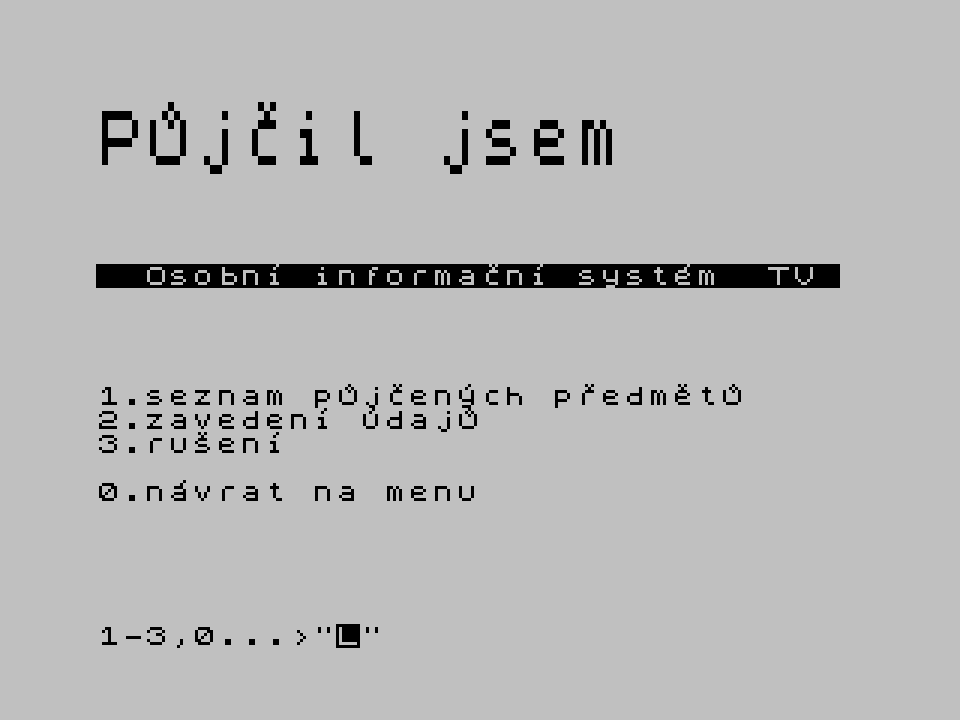 Půjčil jsem
Osobní informační systém TV
1.seznam půjčených předmětů
2.zavedení údajů
3.rušení
0.návrat na menu
1-3,0...>"L"